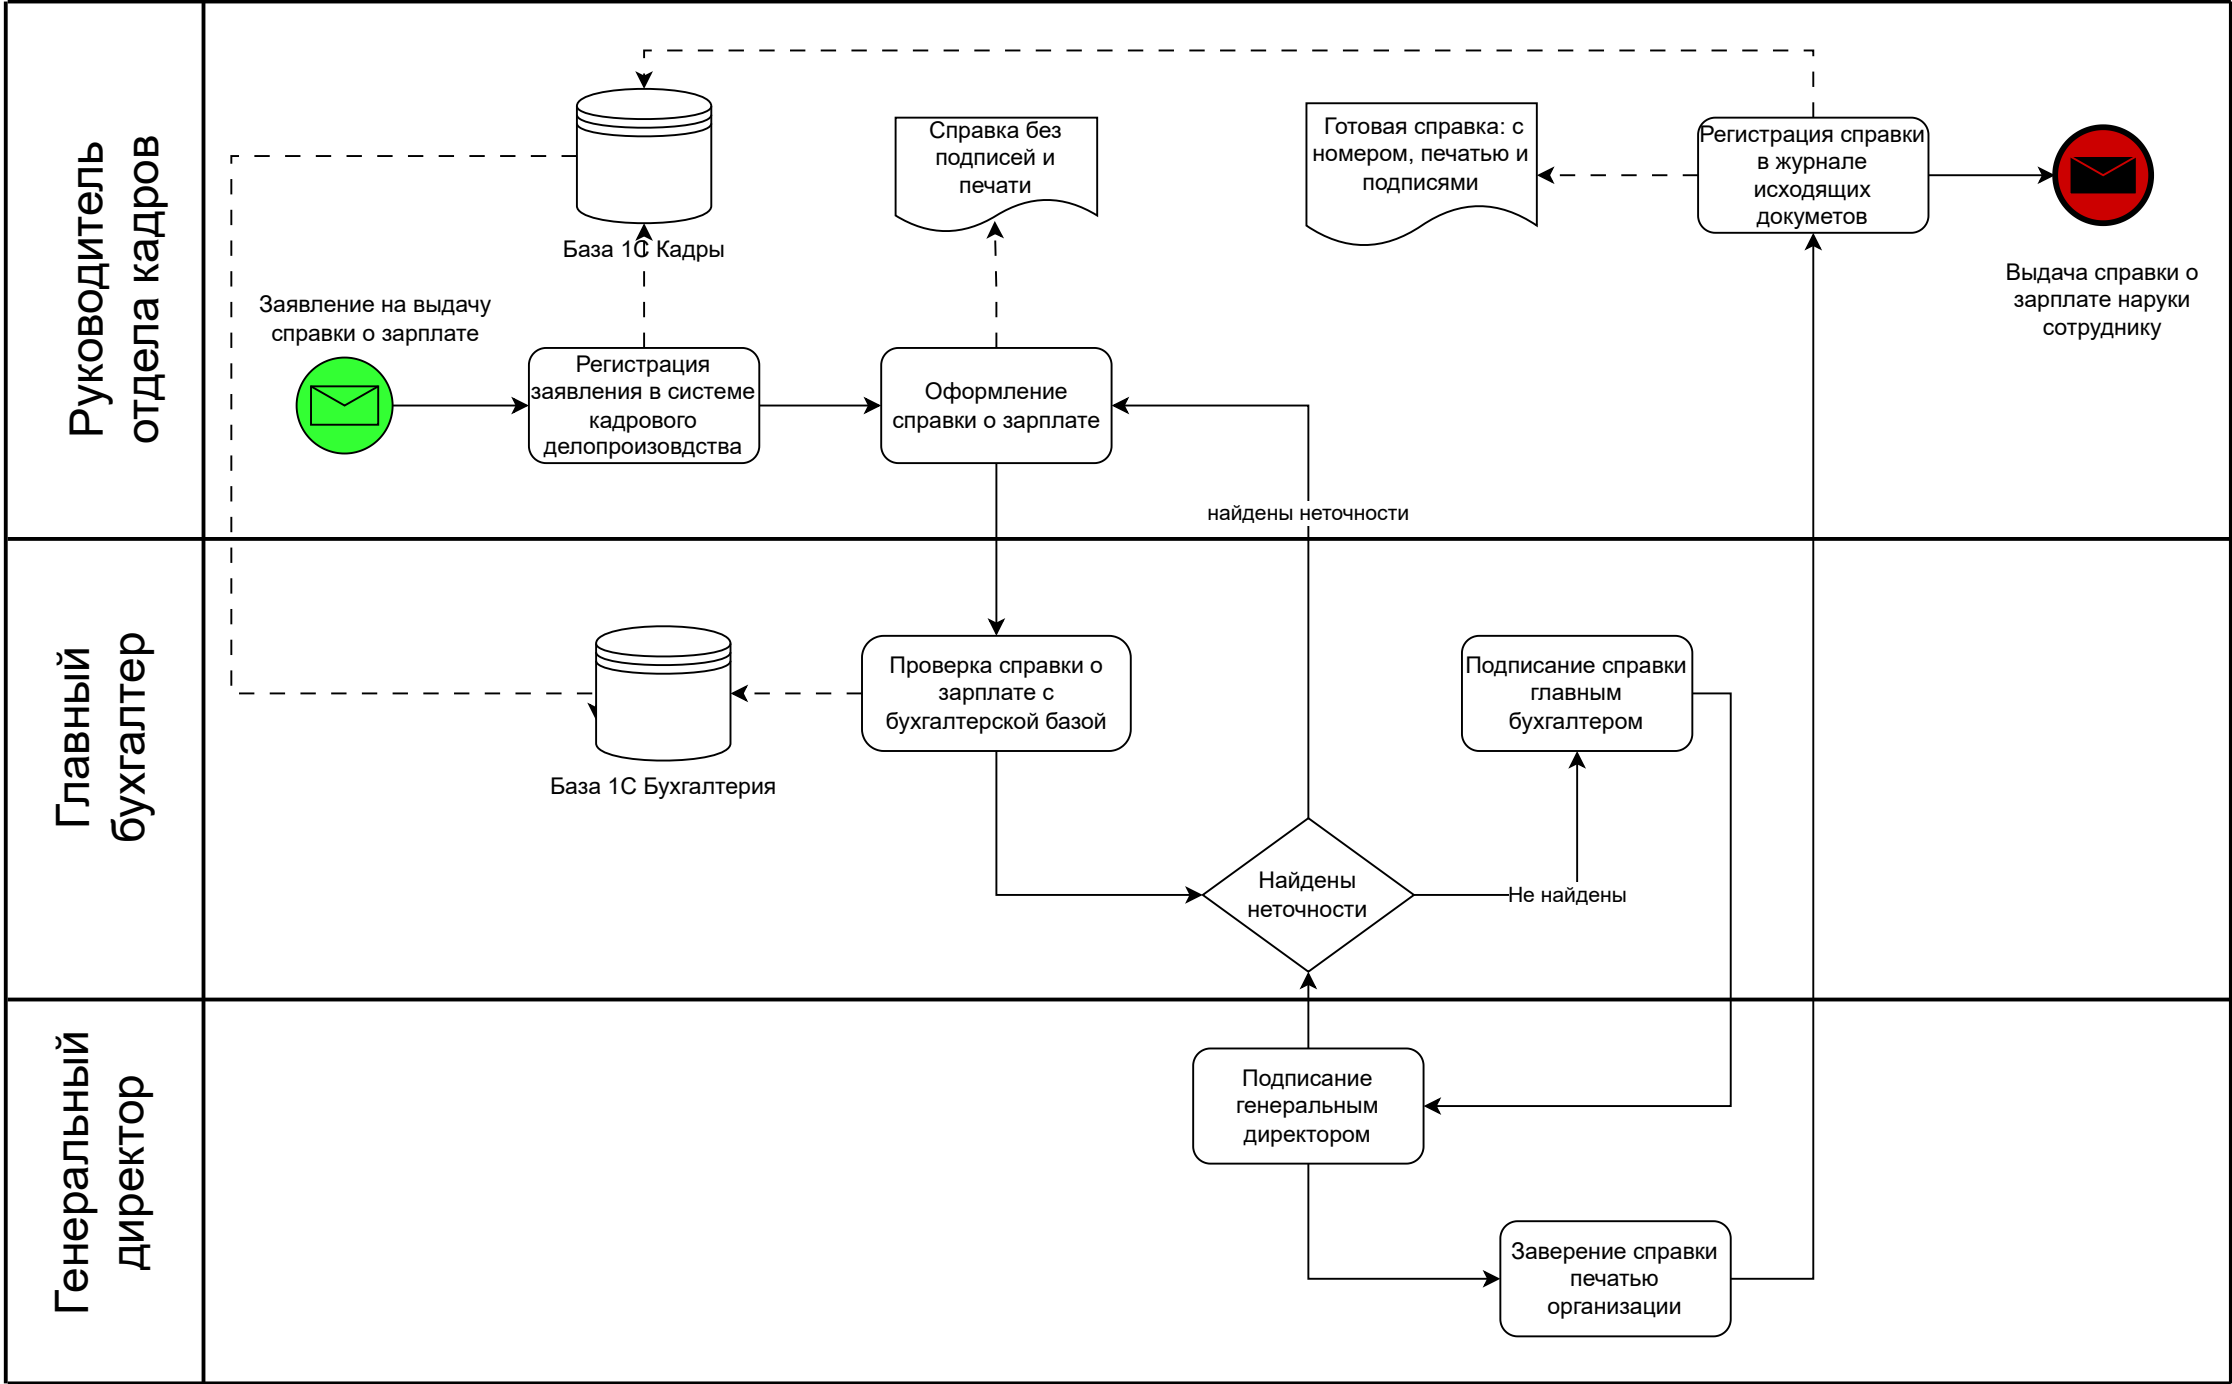 Руководитель
отдела кадров
База 1С Кадры
Справка без
подписей и
печати
Готовая справка: с
номером, печатью и
подписями
Регистрация справки
в журнале
исходящих
докуметов
Выдача справки о
зарплате наруки
сотруднику
Заявление на выдачу
справки о зарплате
Регистрация
заявления в системе
кадрового
делопроизовдства
Оформление
справки о зарплате
найдены неточности
Главный
бухгалтер
База 1С Бухгалтерия
Проверка справки о
зарплате с
бухгалтерской базой
Подписание справки
главным
бухгалтером
Найдены
неточности
Не найдены
Генеральный
директор
Подписание
генеральным
директором
Заверение справки
печатью
организации